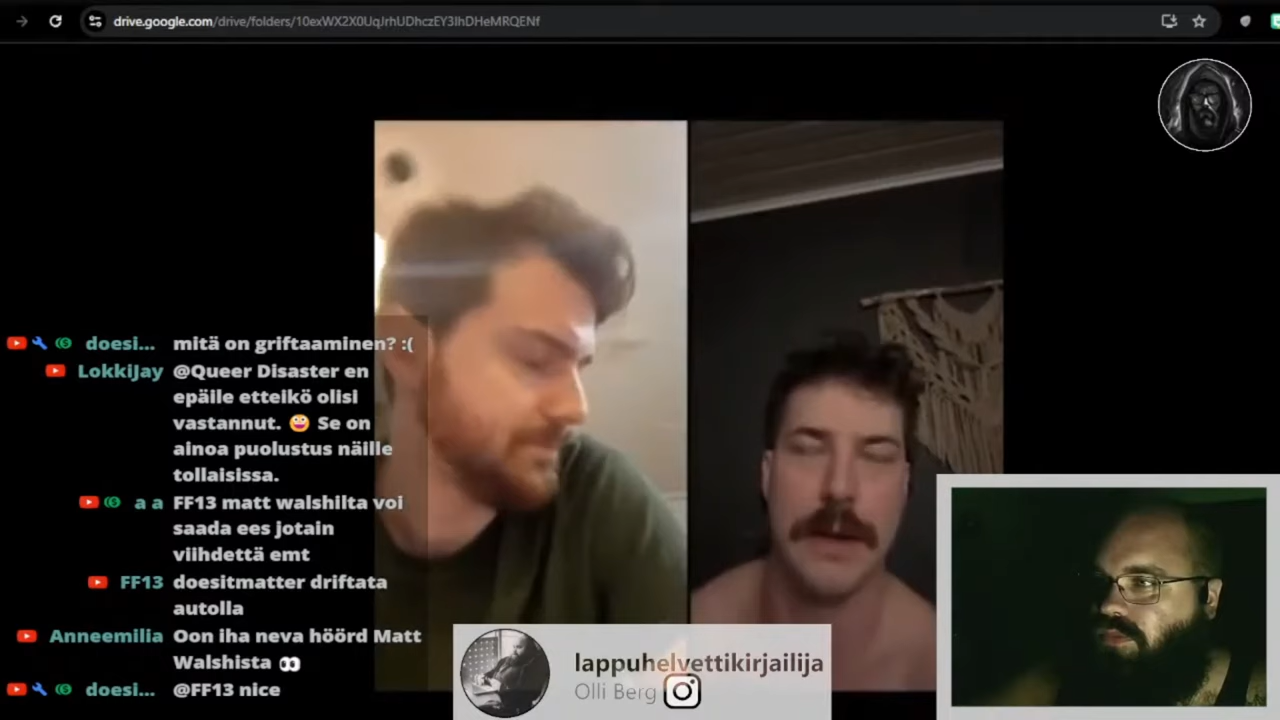 drive.google.com/drive/folders/10exWX2X0UqJrhUDhczEY3IhDHeMRQENf
doesi... mitä on griftaaminen? :(
LokkiJay @Queer Disaster en
epäile etteikö olisi
vastannut. 😀 Se on
ainoa puolustus näille
tollaisissa.
a a FF13 matt walshilta voi
saada ees jotain
viihdettä emt
FF13 doesitmatter driftata
autolla
Anneemilia Oon iha neva höörd Matt
Walshista 👀
doesi... @FF13 nice
lappuhelvettikirjailija
Olli Berg